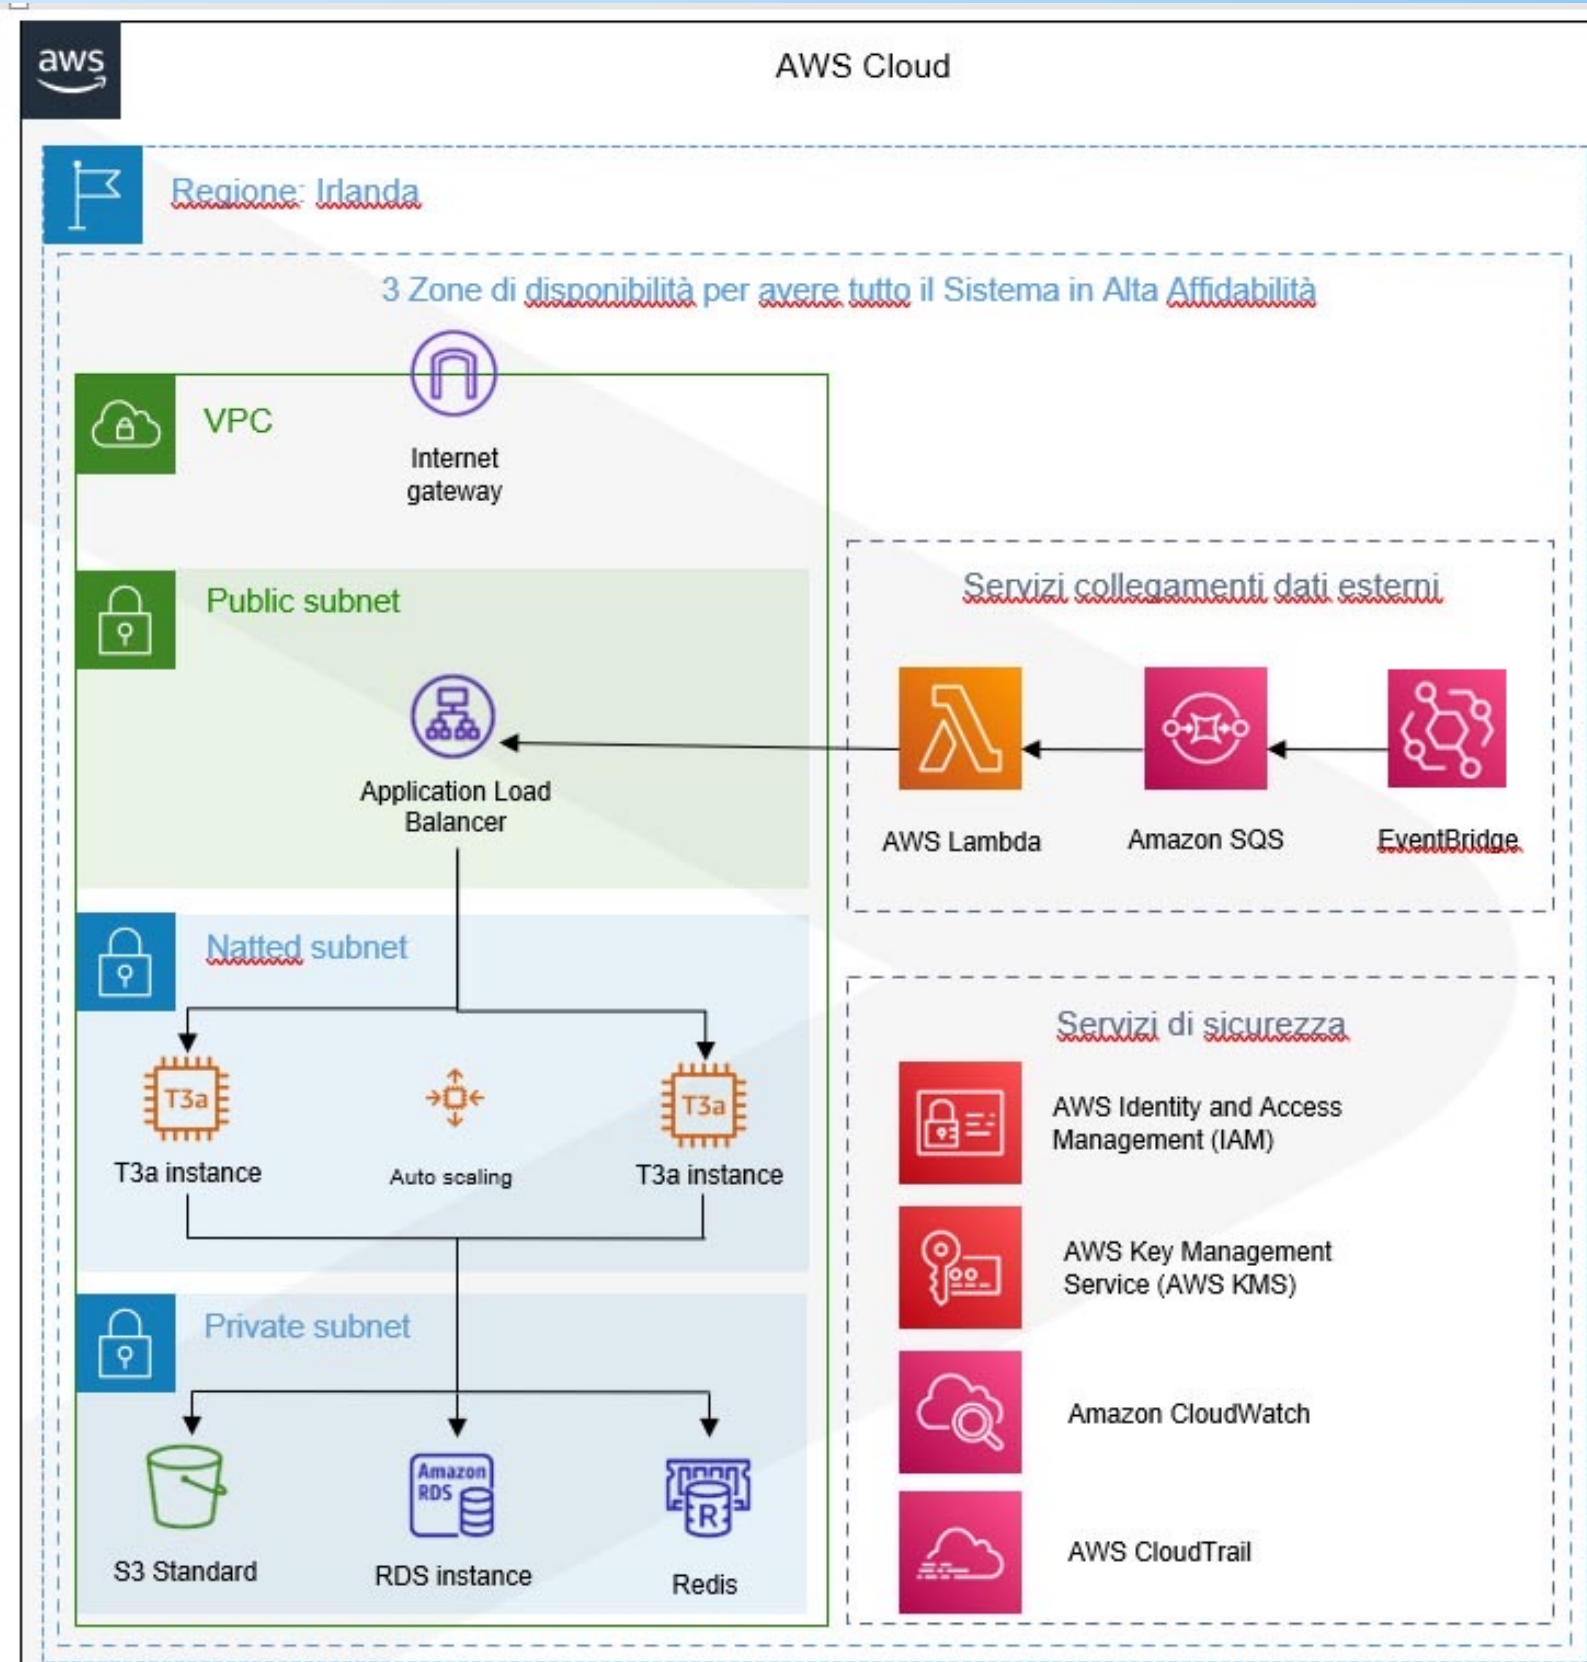 aws
AWS Cloud
Regione: Irlanda
3 Zone di disponibilità per avere tutto il Sistema in Alta Affidabilità
VPC
Internet
gateway
Public subnet
Application Load
Balancer
Servizi collegamenti dati esterni
AWS Lambda
Amazon SQS
EventBridge
Natted subnet
T3a
T3a
T3a instance
Auto scaling
T3a instance
Private subnet
Amazon
RDS
R
S3 Standard
RDS instance
Redis
Servizi di sicurezza
AWS Identity and Access
Management (IAM)
AWS Key Management
Service (AWS KMS)
Amazon CloudWatch
AWS CloudTrail